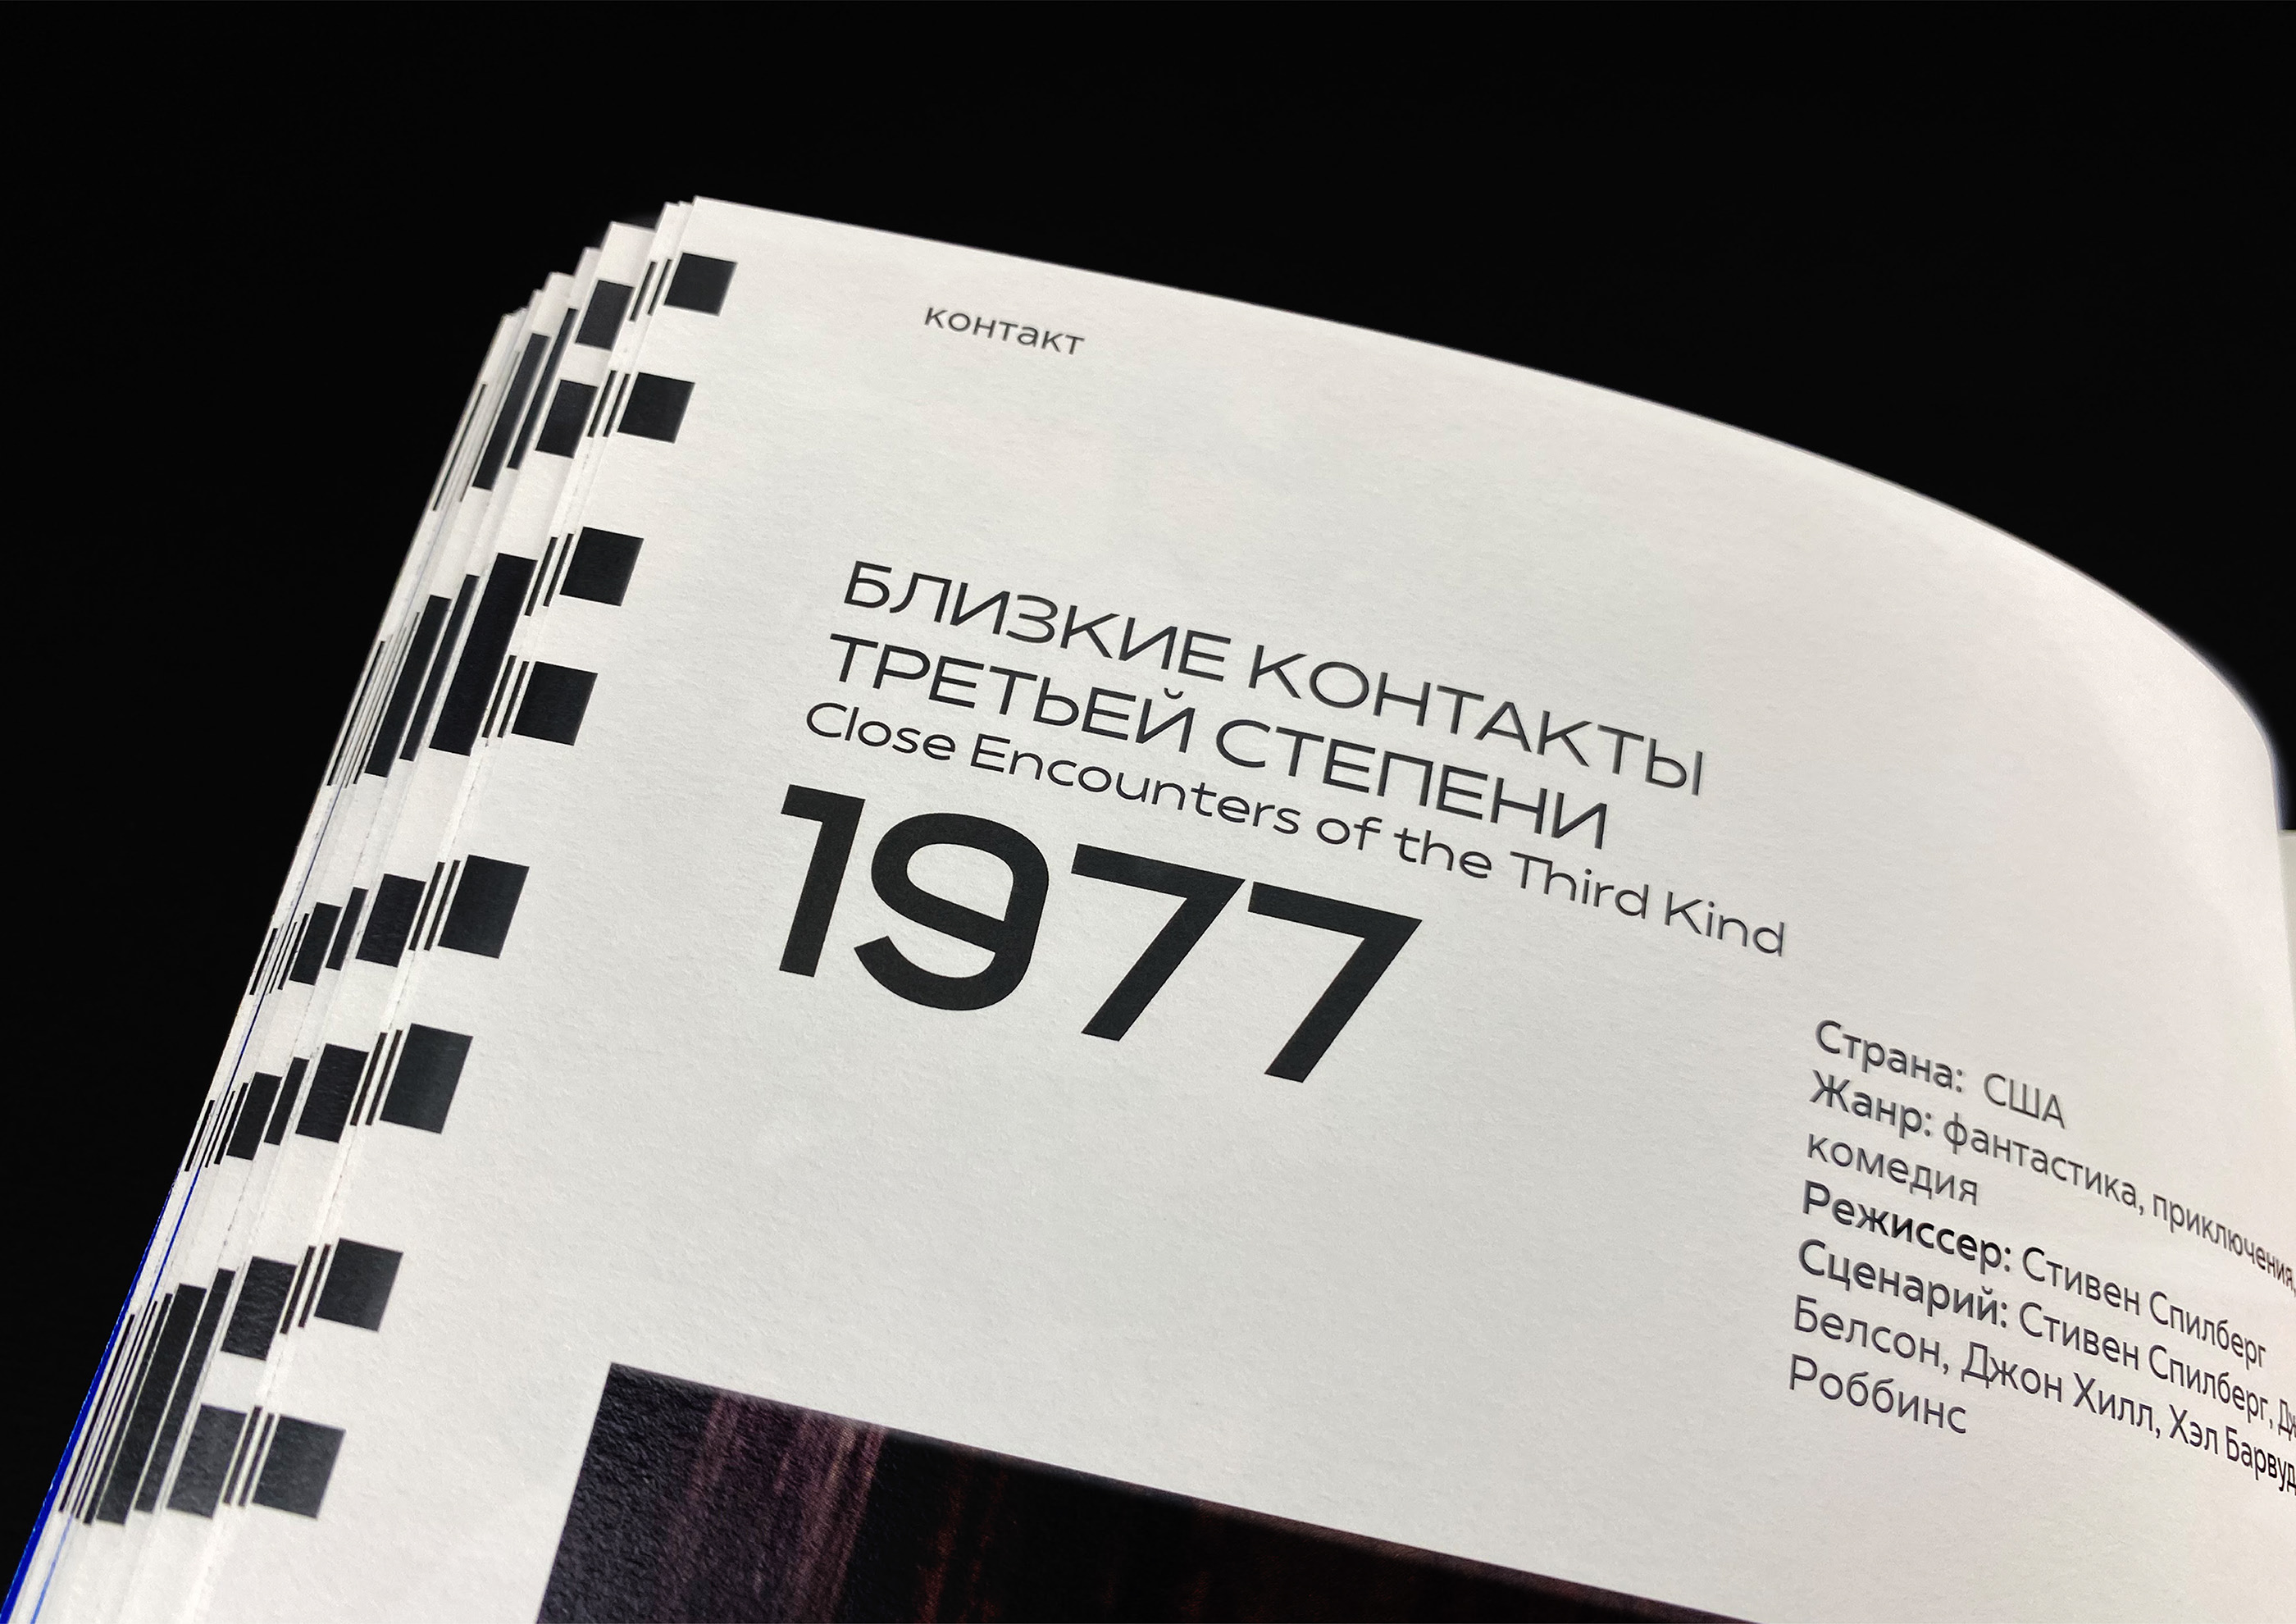 контакт
БЛИЗКИЕ КОНТАКТЫ
ТРЕТЬЕЙ СТЕПЕНИ
Close Encounters of the Third Kind
1977
Страна: США
Жанр: фантастика, приключения,
комедия
Режиссер: Стивен Спилберг
Сценарий: Стивен Спилберг,
Белсон, Джон Хилл, Хэл Барвуд
Роббинс